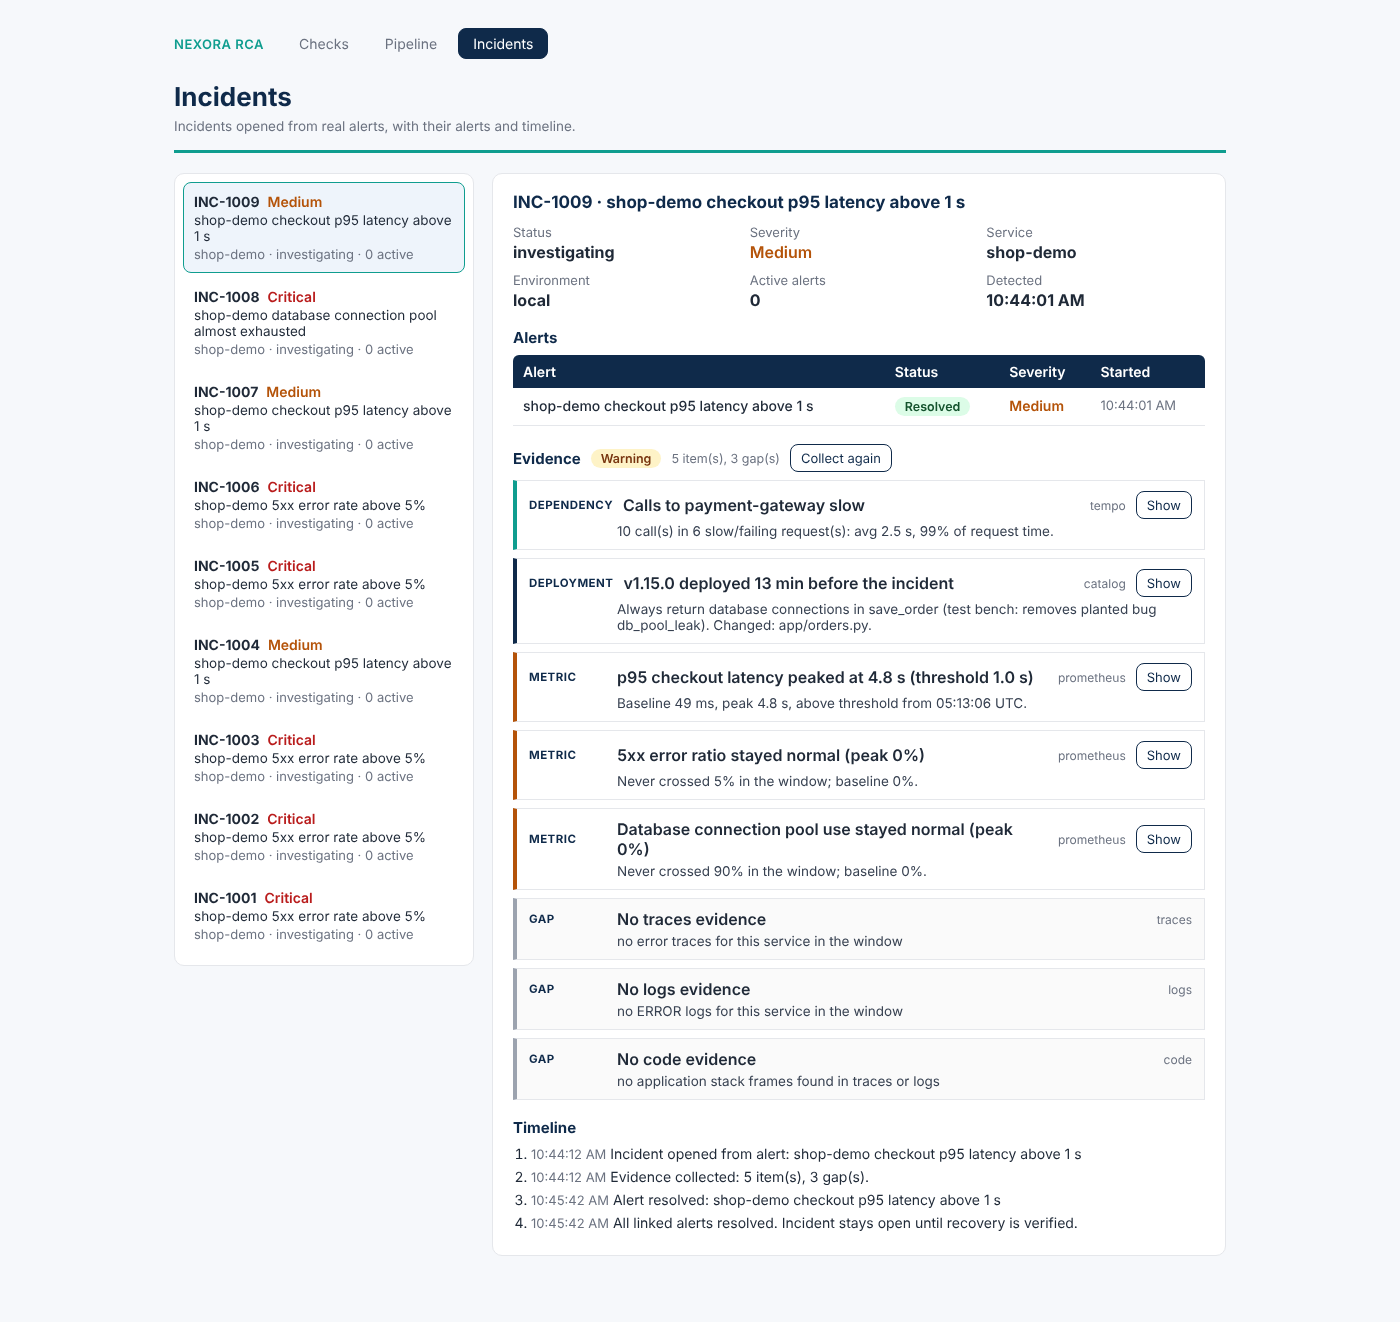 NEXORA RCA Checks Pipeline Incidents
Incidents
Incidents opened from real alerts, with their alerts and timeline.
INC-1009 Medium
shop-demo checkout p95 latency above
1 s
shop-demo · investigating · 0 active
INC-1008 Critical
shop-demo database connection pool
almost exhausted
shop-demo · investigating · 0 active
INC-1007 Medium
shop-demo checkout p95 latency above
1 s
shop-demo · investigating · 0 active
INC-1006 Critical
shop-demo 5xx error rate above 5%
shop-demo · investigating · 0 active
INC-1005 Critical
shop-demo 5xx error rate above 5%
shop-demo · investigating · 0 active
INC-1004 Medium
shop-demo checkout p95 latency above
1 s
shop-demo · investigating · 0 active
INC-1003 Critical
shop-demo 5xx error rate above 5%
shop-demo · investigating · 0 active
INC-1002 Critical
shop-demo 5xx error rate above 5%
shop-demo · investigating · 0 active
INC-1001 Critical
shop-demo 5xx error rate above 5%
shop-demo · investigating · 0 active
INC-1009 · shop-demo checkout p95 latency above 1 s
Status Severity Service
investigating Medium shop-demo
Environment Active alerts Detected
local 0 10:44:01 AM
Alerts
Alert Status Severity Started
shop-demo checkout p95 latency above 1 s Resolved Medium 10:44:01 AM
Evidence Warning 5 item(s), 3 gap(s) Collect again
DEPENDENCY Calls to payment-gateway slow tempo Show
10 call(s) in 6 slow/failing request(s): avg 2.5 s, 99% of request time.
DEPLOYMENT v1.15.0 deployed 13 min before the incident catalog Show
Always return database connections in save_order (test bench: removes planted bug
db_pool_leak). Changed: app/orders.py.
METRIC p95 checkout latency peaked at 4.8 s (threshold 1.0 s) prometheus Show
Baseline 49 ms, peak 4.8 s, above threshold from 05:13:06 UTC.
METRIC 5xx error ratio stayed normal (peak 0%) prometheus Show
Never crossed 5% in the window; baseline 0%.
METRIC Database connection pool use stayed normal (peak
0%) prometheus Show
Never crossed 90% in the window; baseline 0%.
GAP No traces evidence traces
no error traces for this service in the window
GAP No logs evidence logs
no ERROR logs for this service in the window
GAP No code evidence code
no application stack frames found in traces or logs
Timeline
1. 10:44:12 AM Incident opened from alert: shop-demo checkout p95 latency above 1 s
2. 10:44:12 AM Evidence collected: 5 item(s), 3 gap(s).
3. 10:45:42 AM Alert resolved: shop-demo checkout p95 latency above 1 s
4. 10:45:42 AM All linked alerts resolved. Incident stays open until recovery is verified.